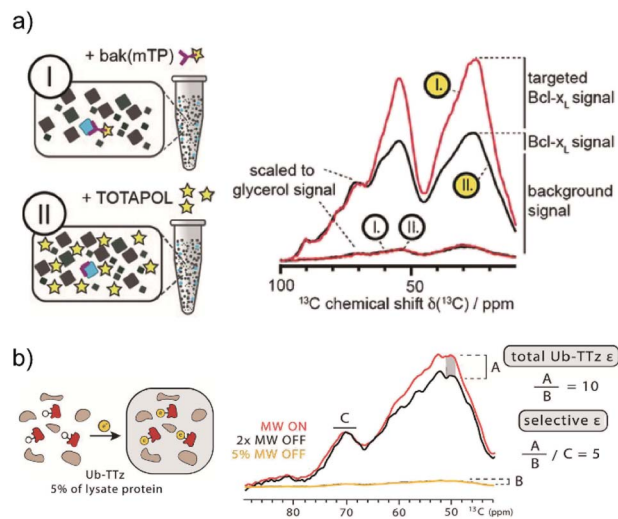 a)
I
+ bak(mTP)
II
+ TOTAPOL
I.
II.
I.
II.
scaled to
glycerol signal
targeted
Bcl-xL signal
Bcl-xL signal
background
signal
100
50
13C chemical shift δ(13C) / ppm
b)
Ub-TTz
5% of lysate protein
MW ON
2x MW OFF
5% MW OFF
C
A
B
80
70
60
50
13C (ppm)
total Ub-TTz ε
A/B = 10
selective ε
A/B / C = 5